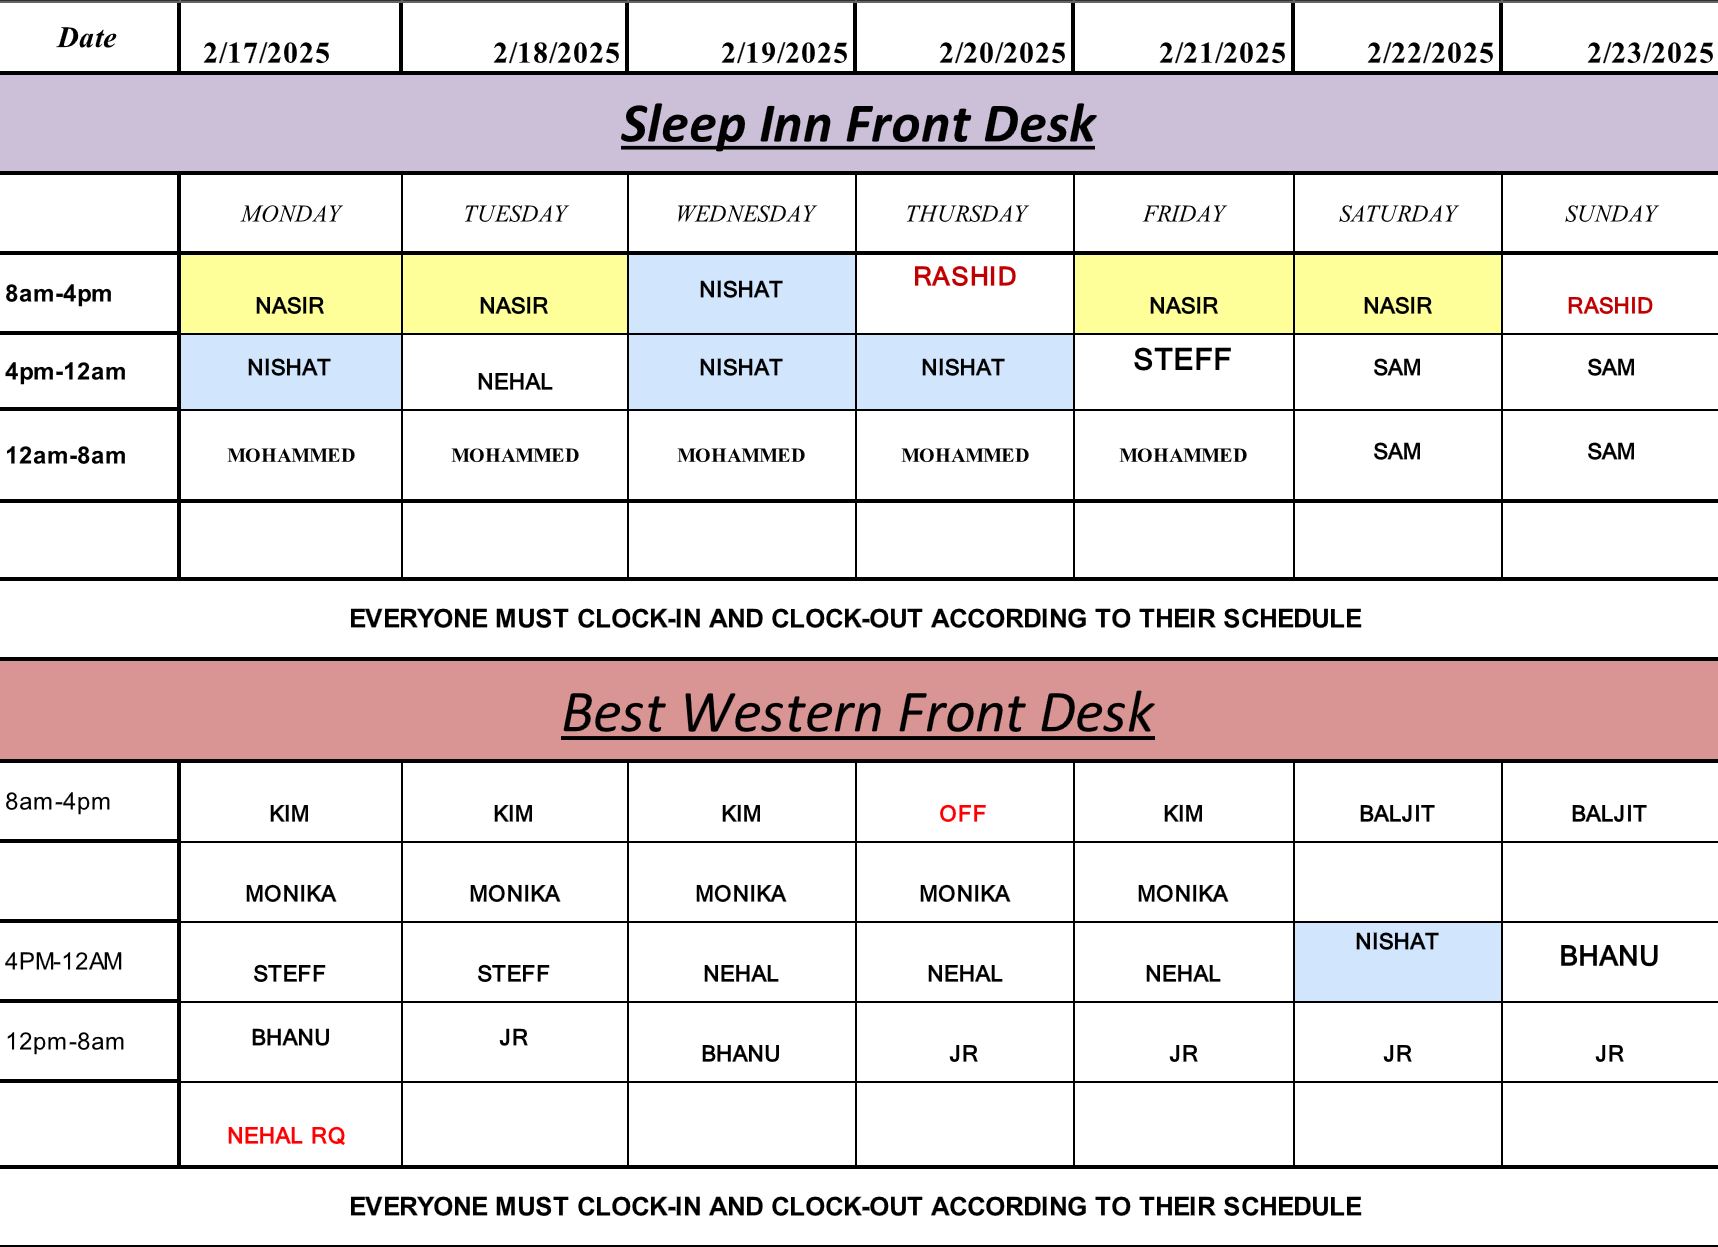 Date 2/17/2025 2/18/2025 2/19/2025 2/20/2025 2/21/2025 2/22/2025 2/23/2025
Sleep Inn Front Desk
MONDAY TUESDAY WEDNESDAY THURSDAY FRIDAY SATURDAY SUNDAY
8am-4pm NASIR NASIR NISHAT RASHID NASIR NASIR RASHID
4pm-12am NISHAT NEHAL NISHAT NISHAT STEFF SAM SAM
12am-8am MOHAMMED MOHAMMED MOHAMMED MOHAMMED MOHAMMED SAM SAM
EVERYONE MUST CLOCK-IN AND CLOCK-OUT ACCORDING TO THEIR SCHEDULE
Best Western Front Desk
8am-4pm KIM KIM KIM OFF KIM BALJIT BALJIT
MONIKA MONIKA MONIKA MONIKA MONIKA
4PM-12AM STEFF STEFF NEHAL NEHAL NEHAL NISHAT BHANU
12pm-8am BHANU JR BHANU JR JR JR JR
NEHAL RQ
EVERYONE MUST CLOCK-IN AND CLOCK-OUT ACCORDING TO THEIR SCHEDULE